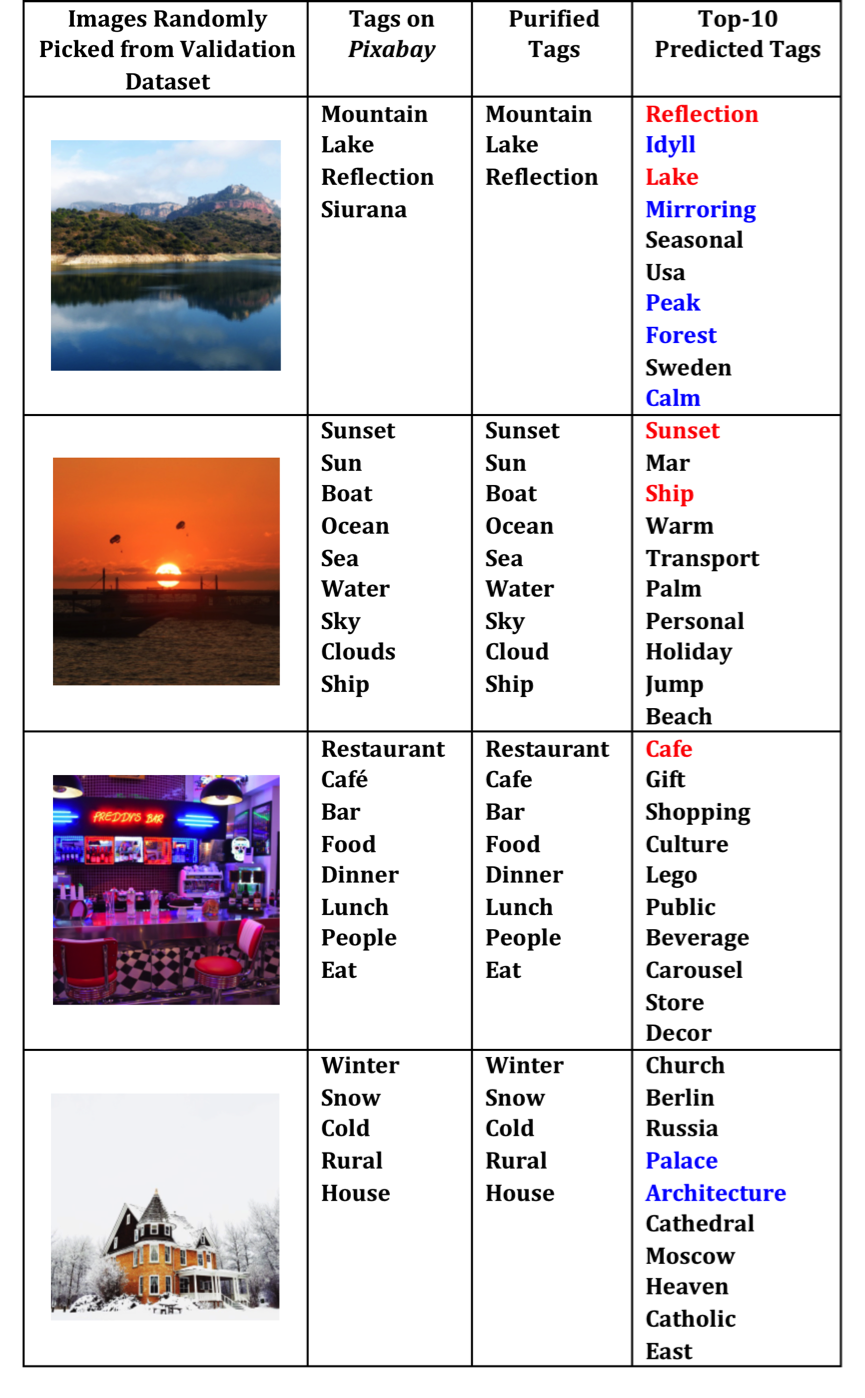 Images Randomly
Picked from Validation
Dataset
Tags on
Pixabay
Purified
Tags
Top-10
Predicted Tags
Mountain
Lake
Reflection
Siurana
Mountain
Lake
Reflection
Reflection
Idyll
Lake
Mirroring
Seasonal
Usa
Peak
Forest
Sweden
Calm
Sunset
Sun
Boat
Ocean
Sea
Water
Sky
Clouds
Ship
Sunset
Sun
Boat
Ocean
Sea
Water
Sky
Cloud
Ship
Sunset
Mar
Ship
Warm
Transport
Palm
Personal
Holiday
Jump
Beach
FREDDY'S BAR
Restaurant
Café
Bar
Food
Dinner
Lunch
People
Eat
Restaurant
Cafe
Bar
Food
Dinner
Lunch
People
Eat
Cafe
Gift
Shopping
Culture
Lego
Public
Beverage
Carousel
Store
Decor
Winter
Snow
Cold
Rural
House
Winter
Snow
Cold
Rural
House
Church
Berlin
Russia
Palace
Architecture
Cathedral
Moscow
Heaven
Catholic
East